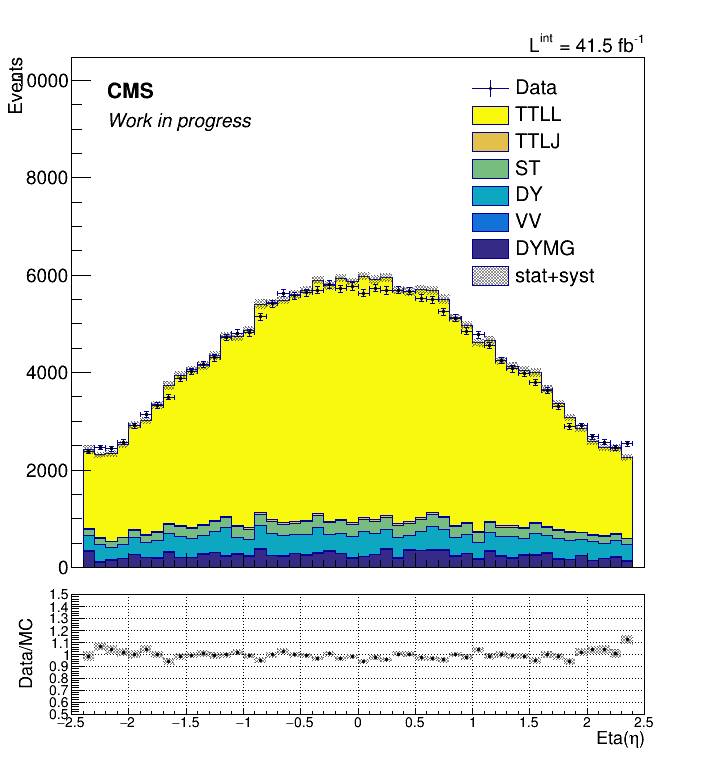 L^int = 41.5 fb^-1
Events
10000
8000
6000
4000
2000
0
CMS
Work in progress
Data
TTLL
TTLJ
ST
DY
VV
DYMG
stat+syst
Data/MC
1.5
1.4
1.3
1.2
1.1
1
0.9
0.8
0.7
0.6
0.5
−2.5 −2 −1.5 −1 −0.5 0 0.5 1 1.5 2 2.5
Eta(η)